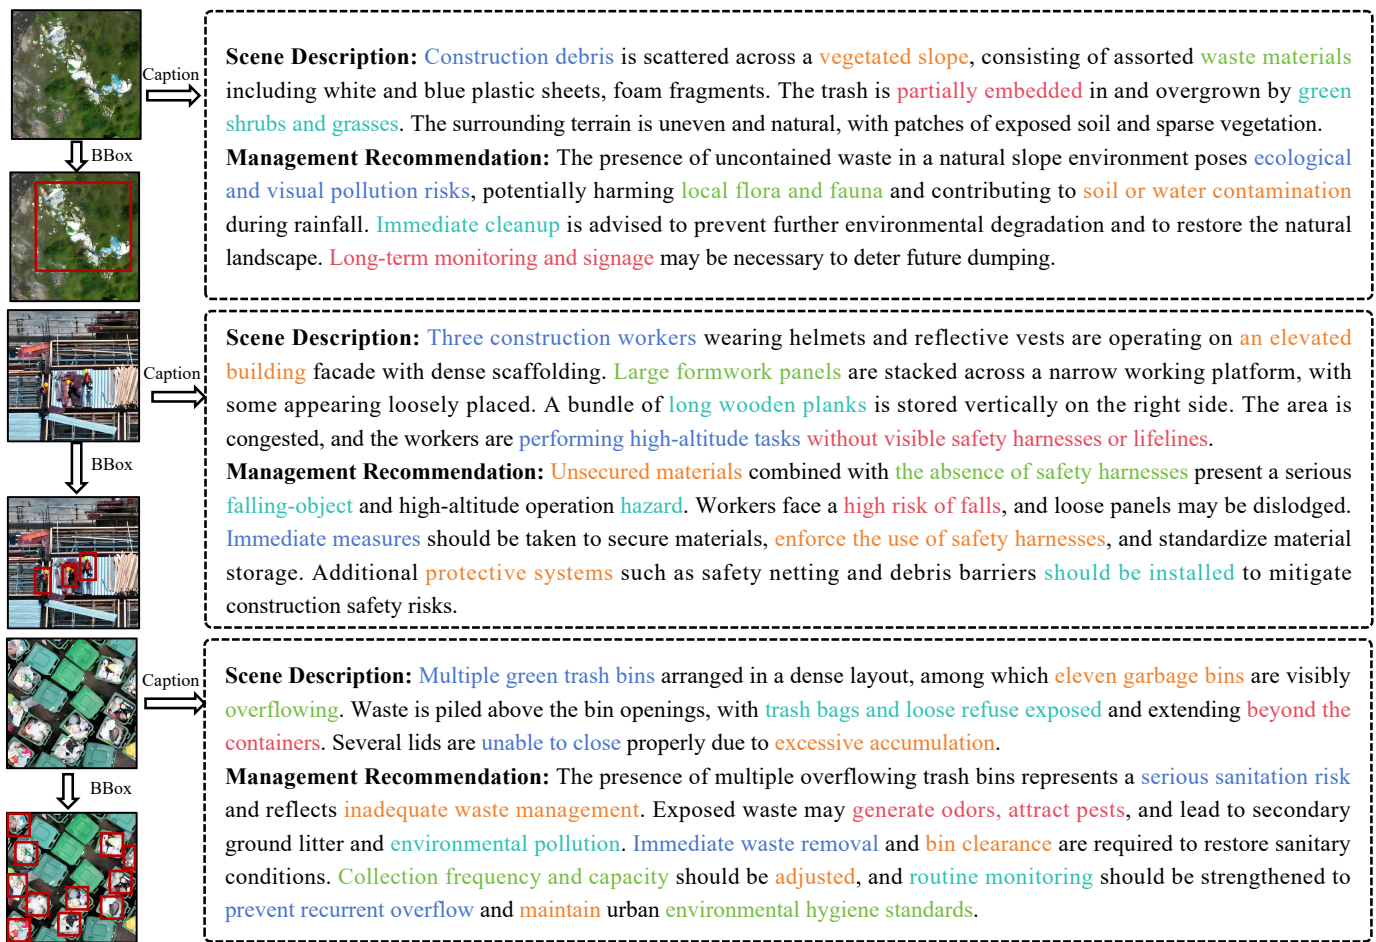 Caption
BBox
Scene Description: Construction debris is scattered across a vegetated slope, consisting of assorted waste materials
including white and blue plastic sheets, foam fragments. The trash is partially embedded in and overgrown by green
shrubs and grasses. The surrounding terrain is uneven and natural, with patches of exposed soil and sparse vegetation.
Management Recommendation: The presence of uncontained waste in a natural slope environment poses ecological
and visual pollution risks, potentially harming local flora and fauna and contributing to soil or water contamination
during rainfall. Immediate cleanup is advised to prevent further environmental degradation and to restore the natural
landscape. Long-term monitoring and signage may be necessary to deter future dumping.
Caption
BBox
Scene Description: Three construction workers wearing helmets and reflective vests are operating on an elevated
building facade with dense scaffolding. Large formwork panels are stacked across a narrow working platform, with
some appearing loosely placed. A bundle of long wooden planks is stored vertically on the right side. The area is
congested, and the workers are performing high-altitude tasks without visible safety harnesses or lifelines.
Management Recommendation: Unsecured materials combined with the absence of safety harnesses present a serious
falling-object and high-altitude operation hazard. Workers face a high risk of falls, and loose panels may be dislodged.
Immediate measures should be taken to secure materials, enforce the use of safety harnesses, and standardize material
storage. Additional protective systems such as safety netting and debris barriers should be installed to mitigate
construction safety risks.
Caption
BBox
Scene Description: Multiple green trash bins arranged in a dense layout, among which eleven garbage bins are visibly
overflowing. Waste is piled above the bin openings, with trash bags and loose refuse exposed and extending beyond the
containers. Several lids are unable to close properly due to excessive accumulation.
Management Recommendation: The presence of multiple overflowing trash bins represents a serious sanitation risk
and reflects inadequate waste management. Exposed waste may generate odors, attract pests, and lead to secondary
ground litter and environmental pollution. Immediate waste removal and bin clearance are required to restore sanitary
conditions. Collection frequency and capacity should be adjusted, and routine monitoring should be strengthened to
prevent recurrent overflow and maintain urban environmental hygiene standards.